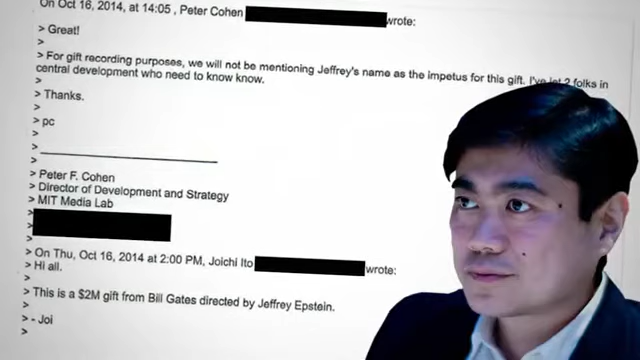 On Oct 16, 2014, at 14:05 , Peter Cohen wrote:
> Great!
>
> For gift recording purposes, we will not be mentioning Jeffrey's name as the impetus for this gift. I've let 2 folks in
central development who need to know know.
>
> Thanks.
>
> pc
>
> ____________________
>
> Peter F. Cohen
> Director of Development and Strategy
> MIT Media Lab
>
>
> On Thu, Oct 16, 2014 at 2:00 PM, Joichi Ito wrote:
> Hi all.
>
> This is a $2M gift from Bill Gates directed by Jeffrey Epstein.
>
> - Joi
>